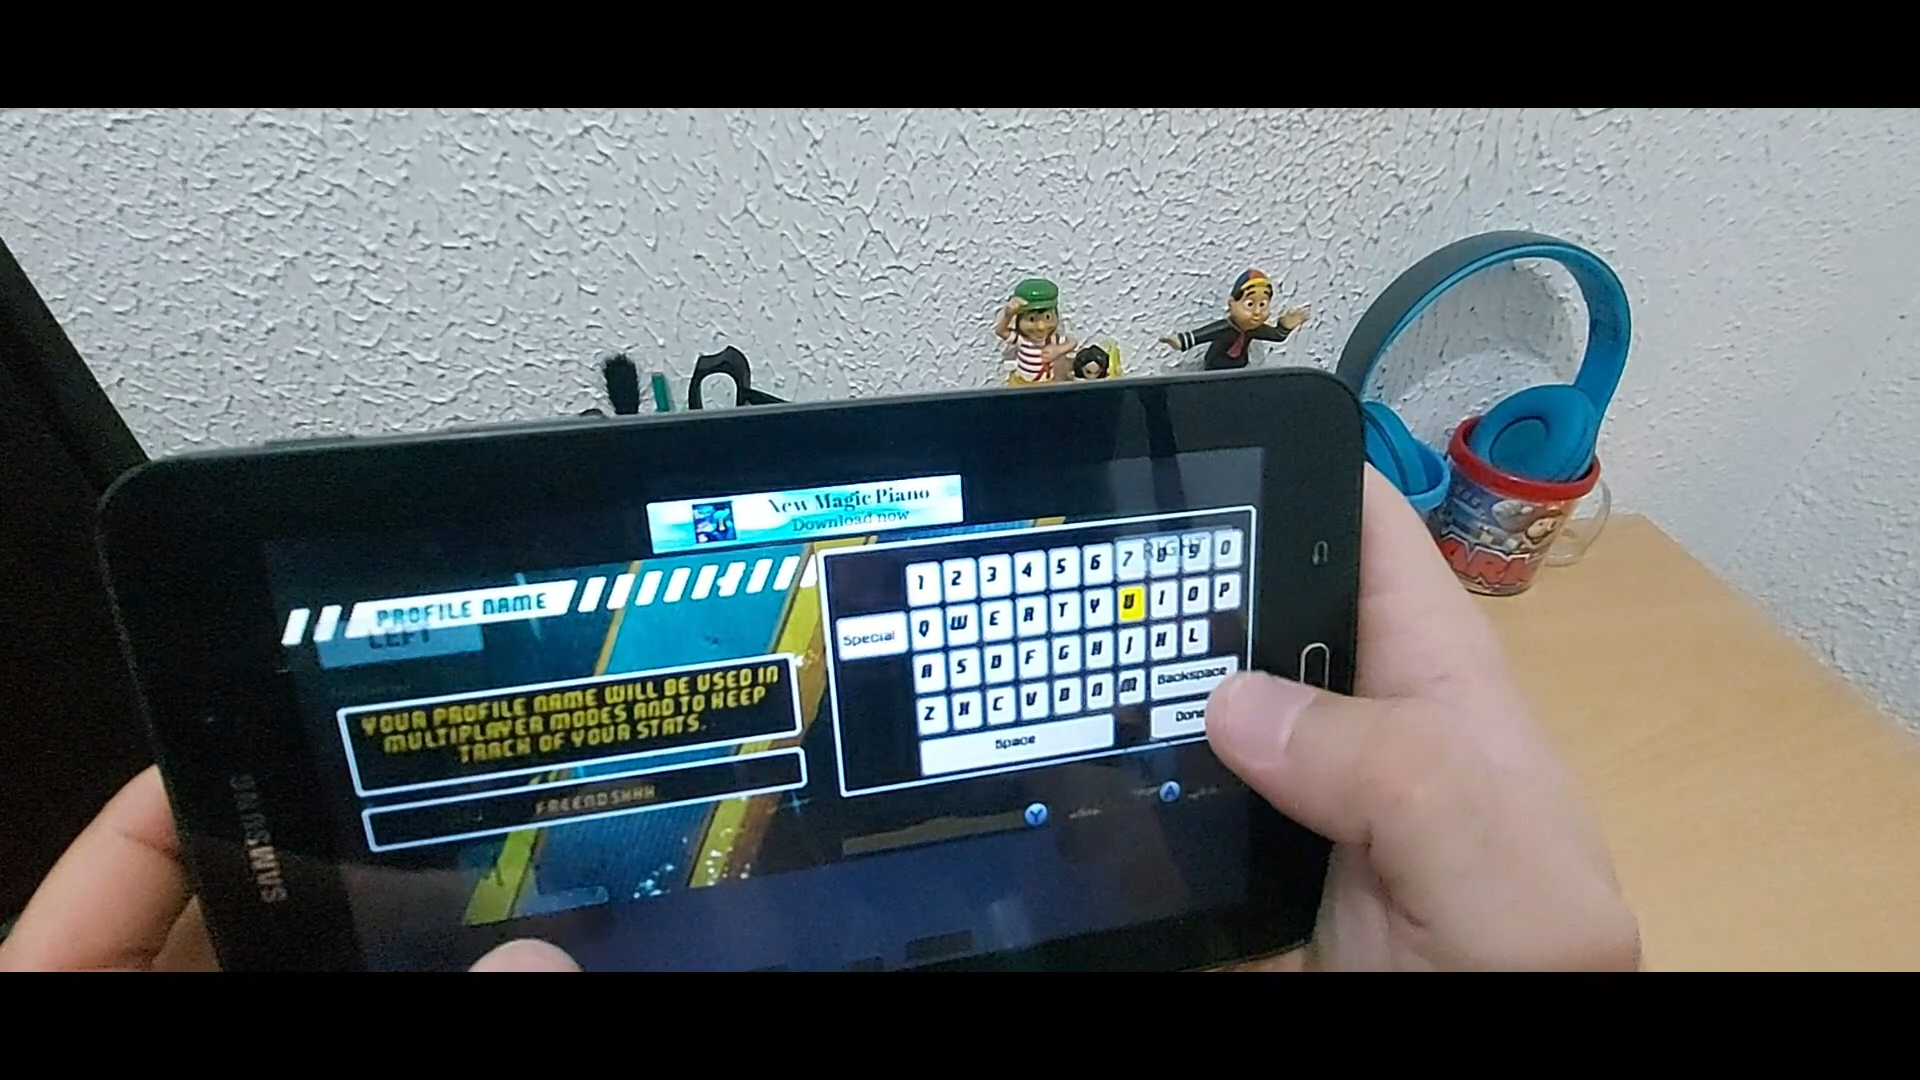 New Magic Piano
Download now
PROFILE NAME
LEFT
RIGHT
YOUR PROFILE NAME WILL BE USED IN
MULTIPLAYER MODES AND TO KEEP
TRACK OF YOUR STATS.
FREENDSHHH
1 2 3 4 5 6 7 8 9 0
Q W E R T Y U I O P
Special
A S D F G H J K L
Z X C V B N M
Backspace
Space
Done
Y
A
SAMSUNG